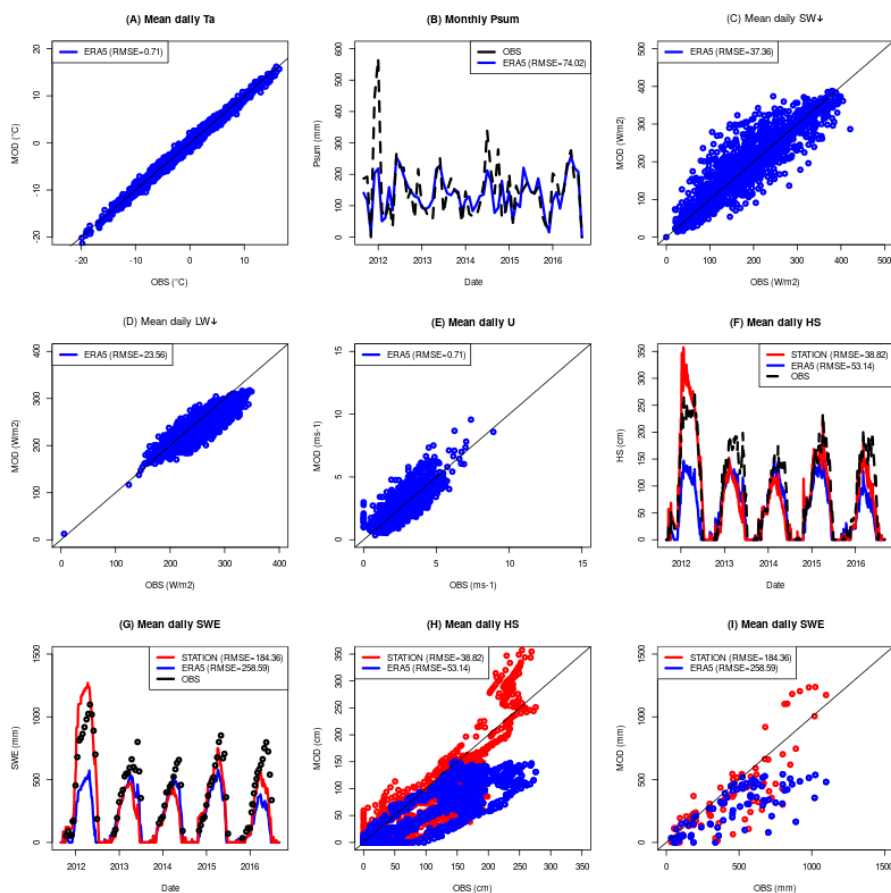 (A) Mean daily Ta
ERA5 (RMSE=0.71)
MOD (°C)
20
10
0
-10
-20
-20
-10
0
10
OBS (°C)
(B) Monthly Psum
OBS
ERA5 (RMSE=74.02)
Psum (mm)
600
500
400
300
200
100
0
2012
2013
2014
2015
2016
Date
(C) Mean daily SW↓
ERA5 (RMSE=37.36)
MOD (W/m2)
500
400
300
200
100
0
0
100
200
300
400
500
OBS (W/m2)
(D) Mean daily LW↓
ERA5 (RMSE=23.56)
MOD (W/m2)
400
300
200
100
0
0
100
200
300
400
OBS (W/m2)
(E) Mean daily U
ERA5 (RMSE=0.71)
MOD (ms-1)
15
10
5
0
0
5
10
15
OBS (ms-1)
(F) Mean daily HS
STATION (RMSE=38.82)
ERA5 (RMSE=53.14)
OBS
HS (cm)
350
300
250
200
150
100
50
0
2012
2013
2014
2015
2016
Date
(G) Mean daily SWE
STATION (RMSE=184.36)
ERA5 (RMSE=258.59)
OBS
SWE (mm)
1500
1000
500
0
2012
2013
2014
2015
2016
Date
(H) Mean daily HS
STATION (RMSE=38.82)
ERA5 (RMSE=53.14)
MOD (cm)
350
300
250
200
150
100
50
0
0
50
100
150
200
250
300
350
OBS (cm)
(I) Mean daily SWE
STATION (RMSE=184.36)
ERA5 (RMSE=258.59)
MOD (mm)
1500
1000
500
0
0
500
1000
1500
OBS (mm)